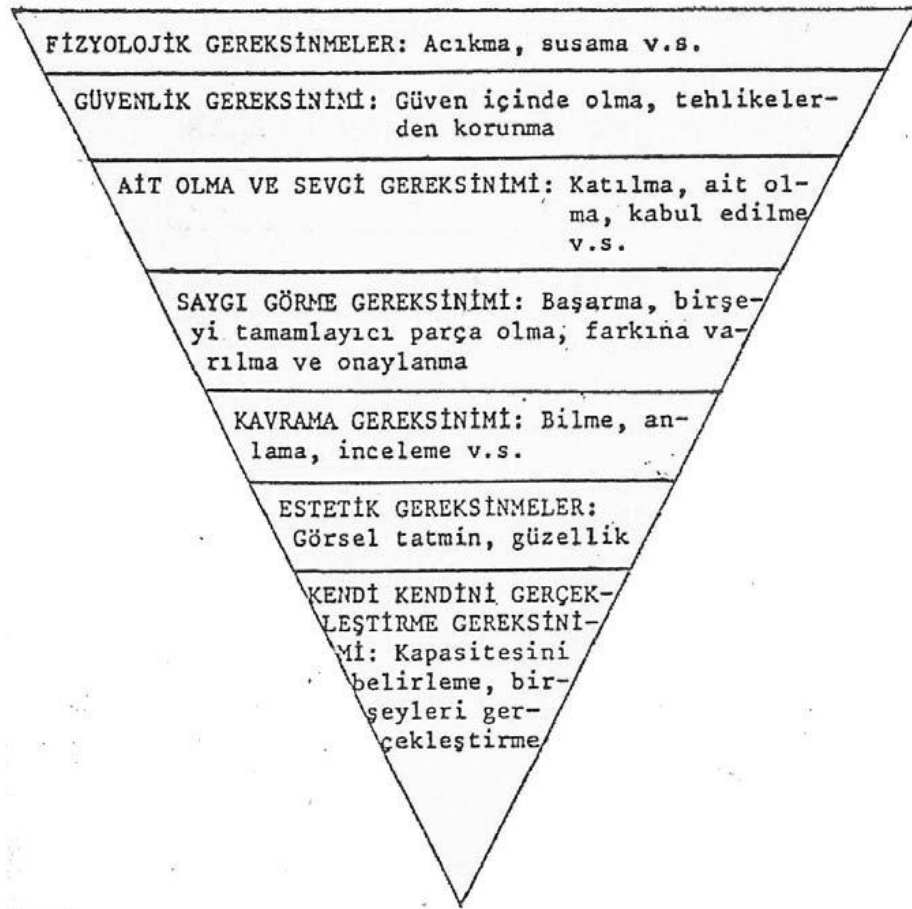 FİZYOLOJİK GEREKSİNMELER: Acıkma, susama v.s.
GÜVENLİK GEREKSİNİMİ: Güven içinde olma, tehlikeler-
den korunma
AİT OLMA VE SEVGİ GEREKSİNİMİ: Katılma, ait ol-
ma, kabul edilme
v.s.
SAYGI GÖRME GEREKSİNİMİ: Başarma, birşe-
yi tamamlayıcı parça olma, farkına va-
rılma ve onaylanma
KAVRAMA GEREKSİNİMİ: Bilme, an-
lama, inceleme v.s.
ESTETİK GEREKSİNMELER:
Görsel tatmin, güzellik
KENDİ KENDİNİ GERÇEK-
LEŞTİRME GEREKSİNİ-
Mİ: Kapasitesini
belirleme, bir-
şeyleri ger-
çekleştirme